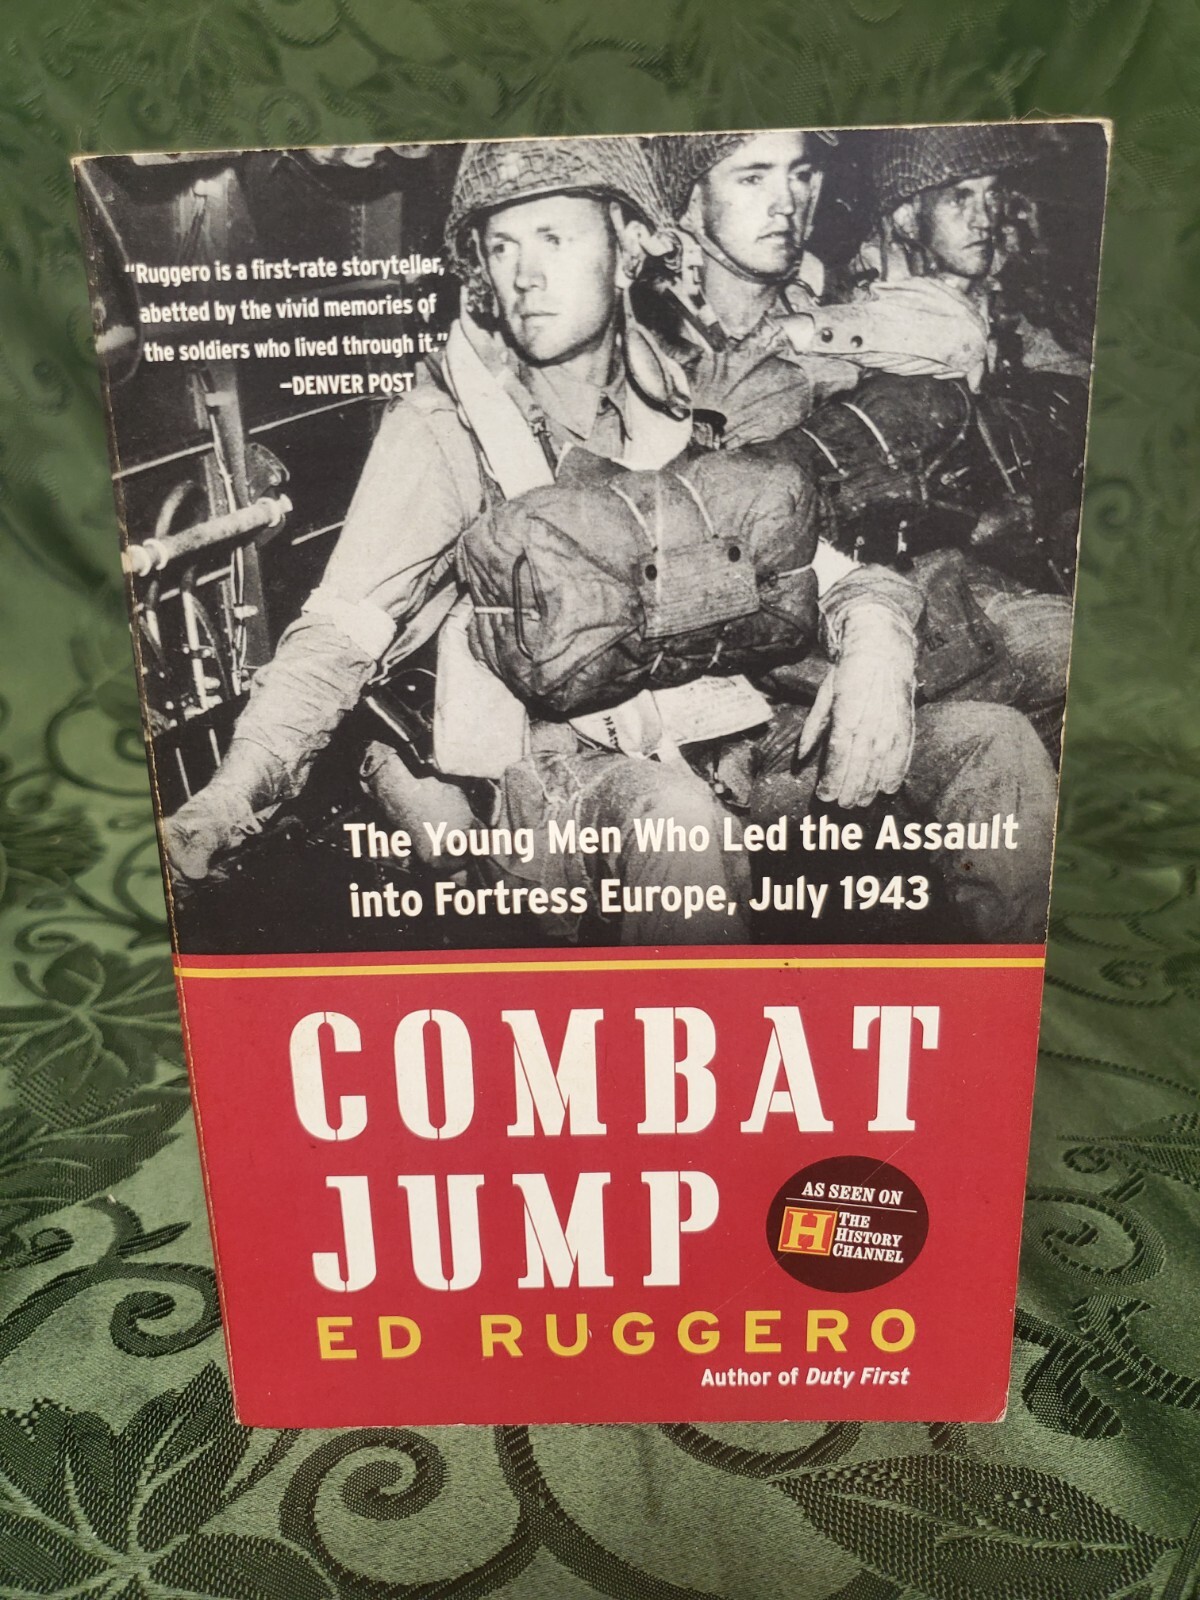 "Ruggero is a first-rate storyteller,
abetted by the vivid memories of
the soldiers who lived through it."
–DENVER POST
The Young Men Who Led the Assault
into Fortress Europe, July 1943
COMBAT
JUMP
AS SEEN ON
H THE
HISTORY
CHANNEL
ED RUGGERO
Author of Duty First